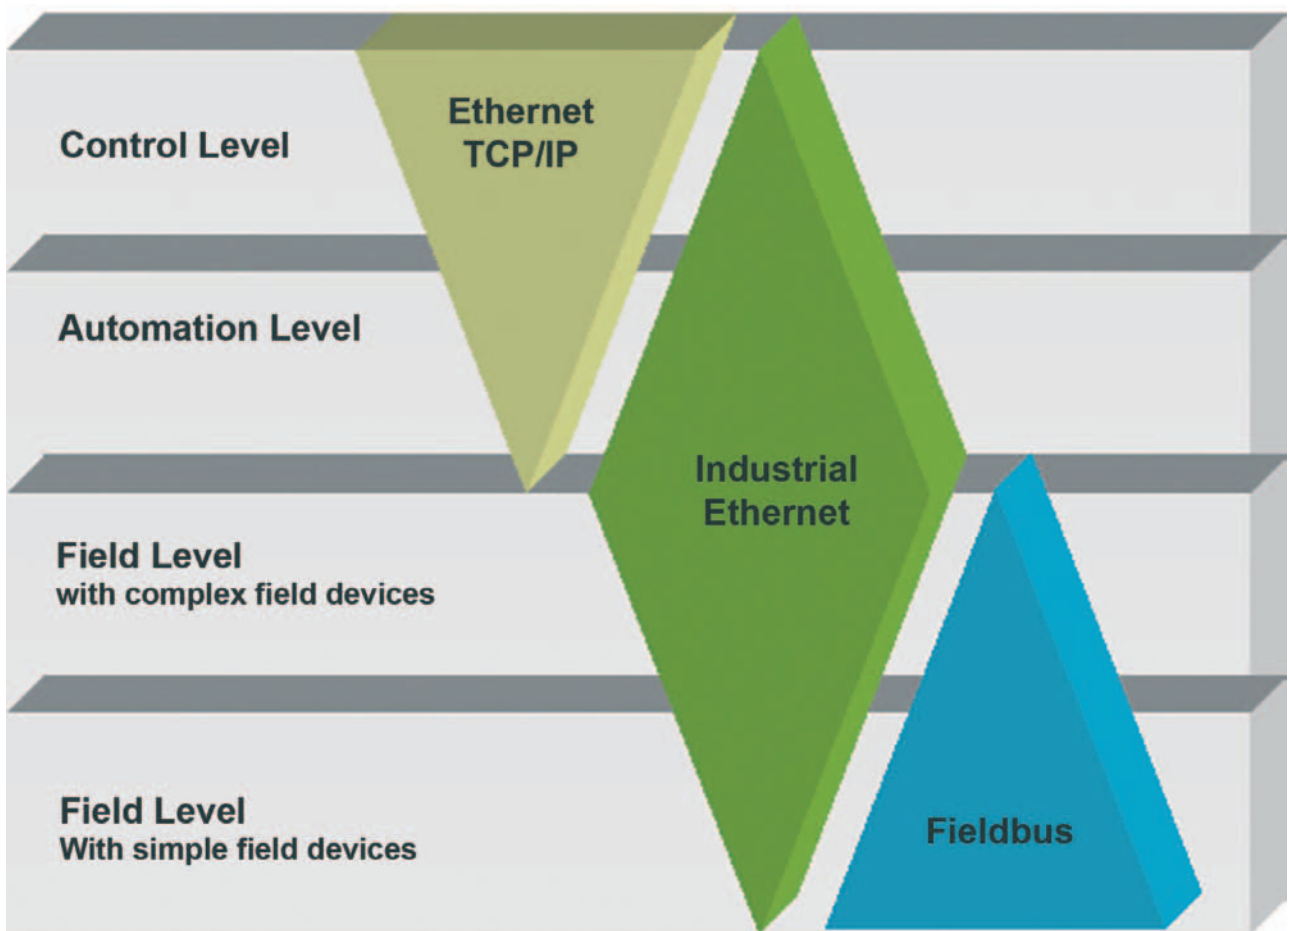 Ethernet
TCP/IP
Control Level
Automation Level
Industrial
Ethernet
Field Level
with complex field devices
Field Level
With simple field devices
Fieldbus